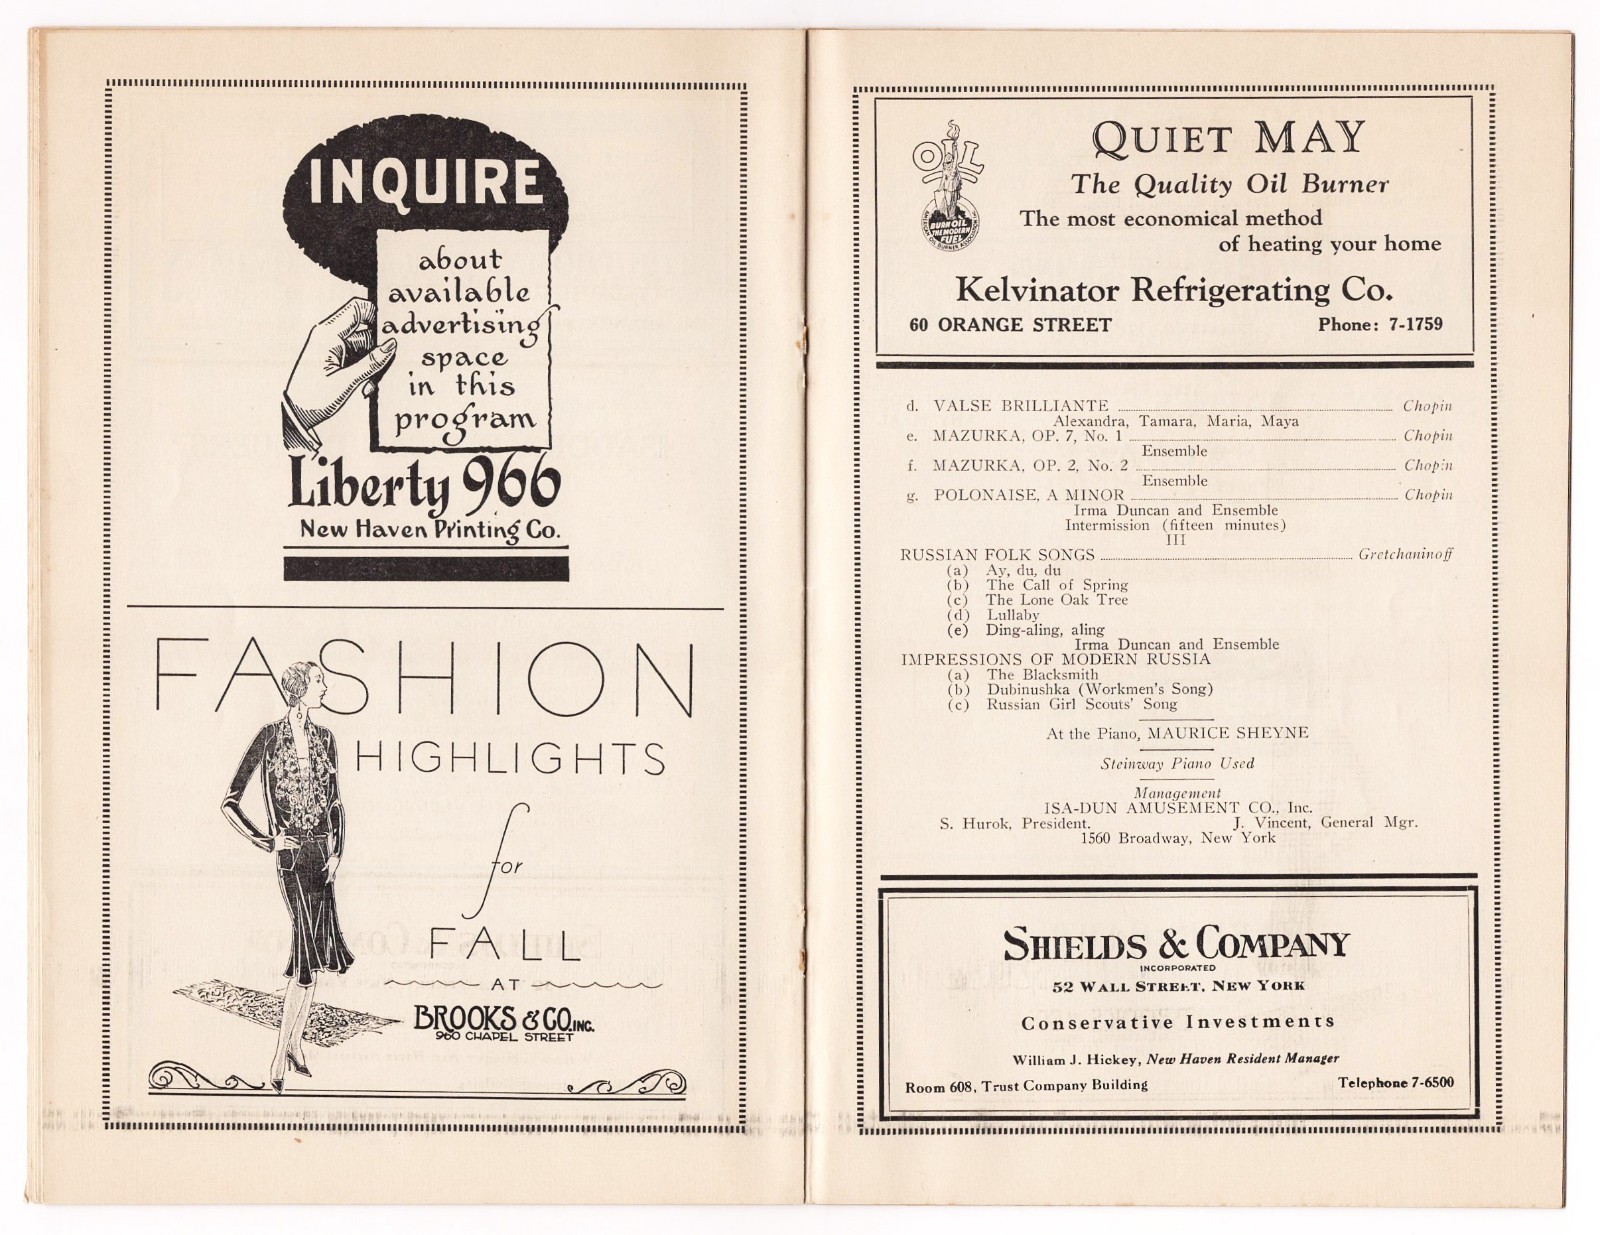 INQUIRE
about
available
advertising
space
in this
program
Liberty 966
New Haven Printing Co.
FASHION
HIGHLIGHTS
for
FALL
AT
BROOKS & CO. INC.
960 CHAPEL STREET
OIL
BURN OIL
THE MODERN
FUEL
QUIET MAY
The Quality Oil Burner
The most economical method
of heating your home
Kelvinator Refrigerating Co.
60 ORANGE STREET Phone: 7-1759
d. VALSE BRILLIANTE Chopin
Alexandra, Tamara, Maria, Maya
e. MAZURKA, OP. 7, No. 1 Chopin
Ensemble
f. MAZURKA, OP. 2, No. 2 Chopin
Ensemble
g. POLONAISE, A MINOR Chopin
Irma Duncan and Ensemble
Intermission (fifteen minutes)
III
RUSSIAN FOLK SONGS Gretchaninoff
(a) Ay, du, du
(b) The Call of Spring
(c) The Lone Oak Tree
(d) Lullaby
(e) Ding-aling, aling
Irma Duncan and Ensemble
IMPRESSIONS OF MODERN RUSSIA
(a) The Blacksmith
(b) Dubinushka (Workmen's Song)
(c) Russian Girl Scouts' Song
At the Piano, MAURICE SHEYNE
Steinway Piano Used
Management
ISA-DUN AMUSEMENT CO., Inc.
S. Hurok, President. J. Vincent, General Mgr.
1560 Broadway, New York
SHIELDS & COMPANY
INCORPORATED
52 WALL STREET, NEW YORK
Conservative Investments
William J. Hickey, New Haven Resident Manager
Room 608, Trust Company Building Telephone 7-6500